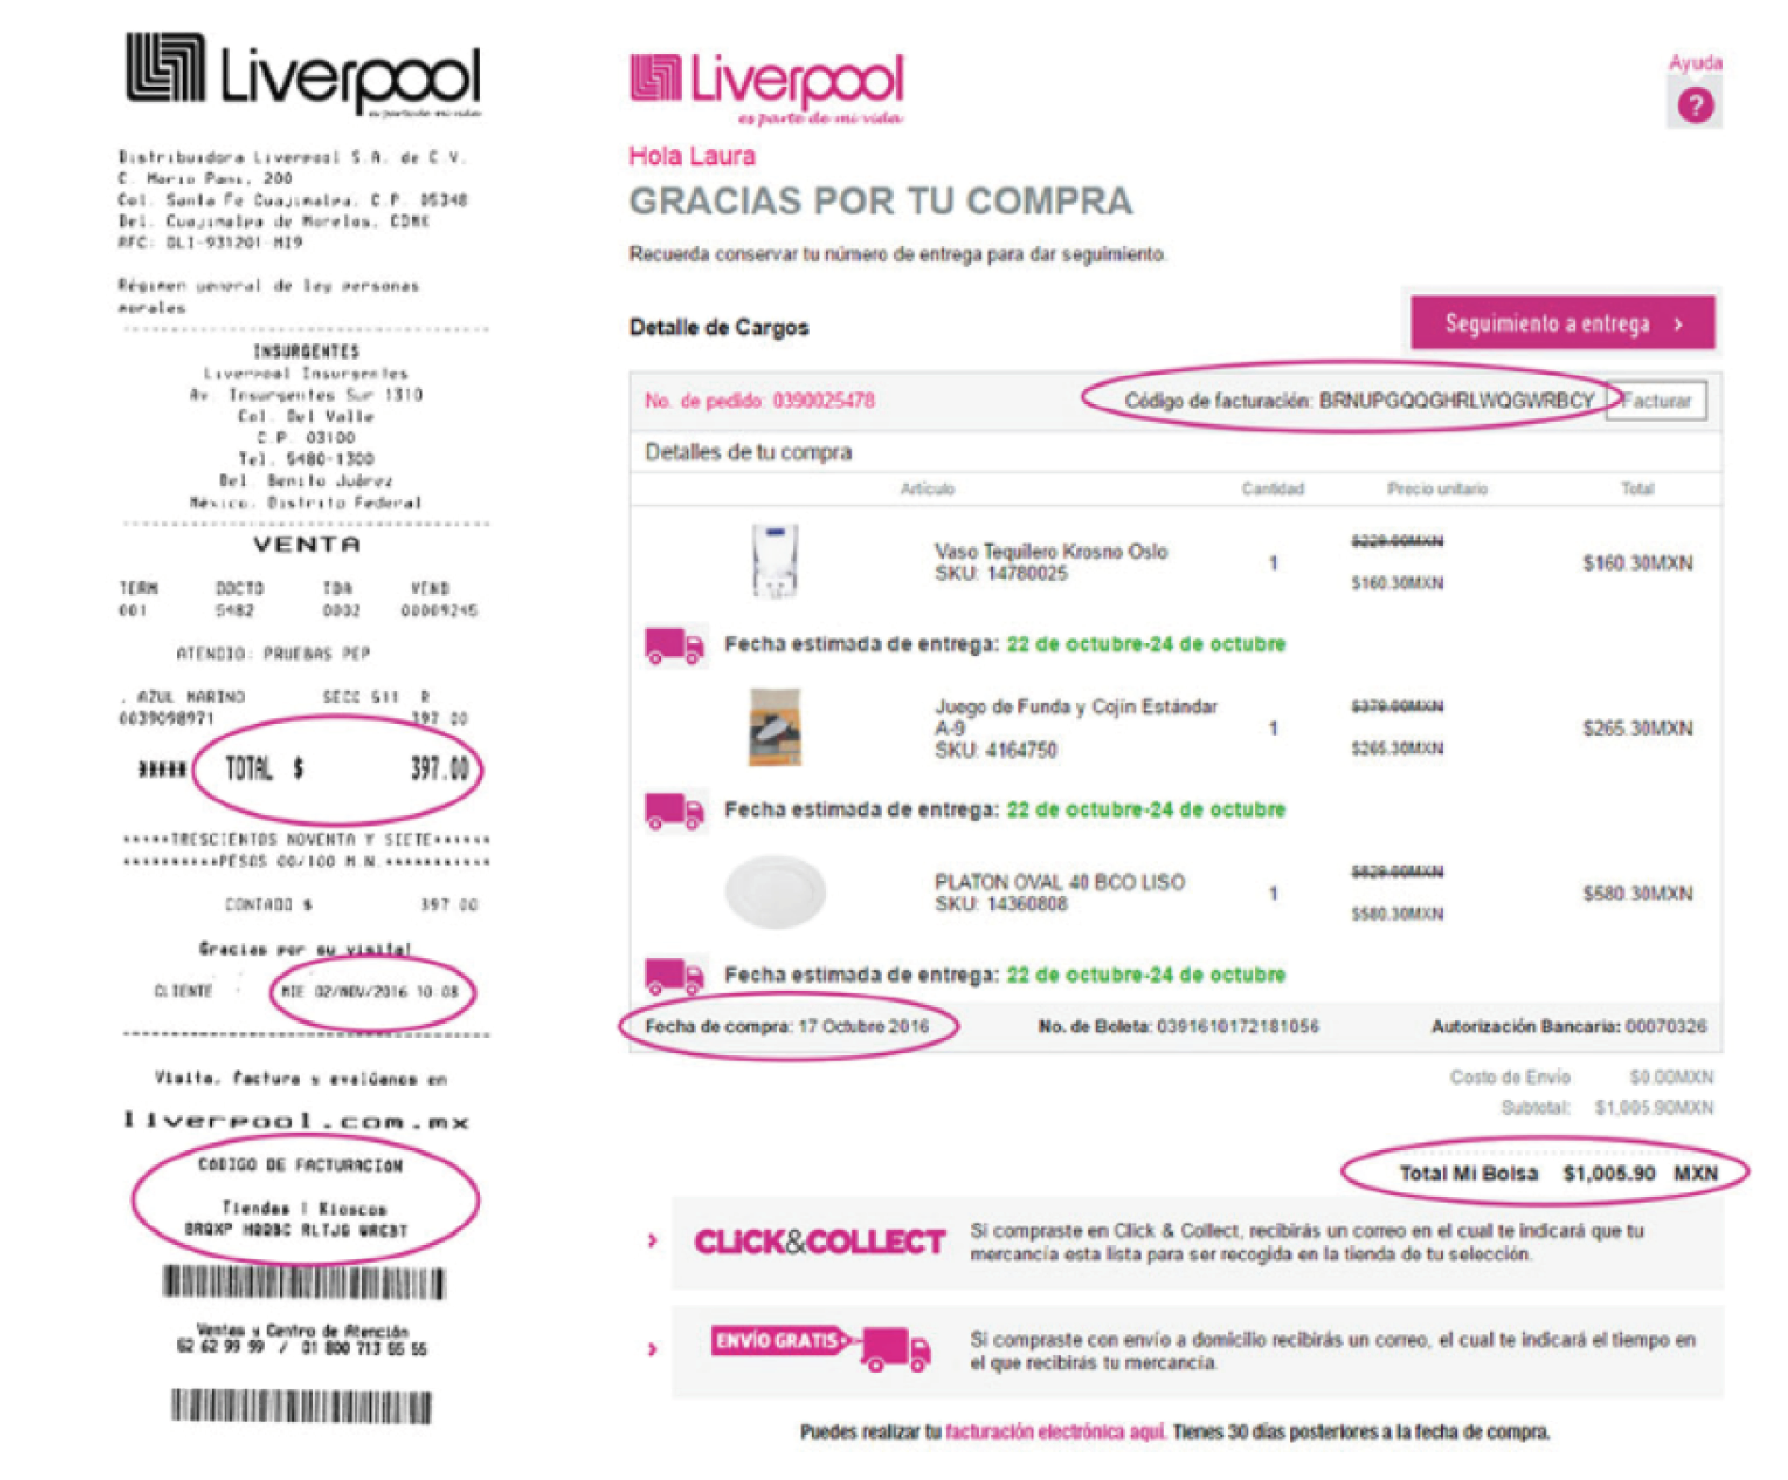 Liverpool
es parte de mi vida
Distribuidora Liverpool S.A. de C.V.
C. Mario Pani, 200
Col. Santa Fe Cuajimalpa, C.P. 05348
Del. Cuajimalpa de Morelos, CDMX
RFC: DLI-931201-MI9
Régimen general de ley personas
morales
INSURGENTES
Liverpool Insurgentes
Av. Insurgentes Sur 1310
Col. Del Valle
C.P. 03100
Tel. 5480-1300
Del. Benito Juárez
México, Distrito Federal
VENTA
TERM DOCTO TDA VEND
001 5482 0002 00009245
ATENDIO: PRUEBAS PEP
. AZUL MARINO SECC 511 R
0039098971 397.00
***** TOTAL $ 397.00
*****TRESCIENTOS NOVENTA Y SIETE******
**********PESOS 00/100 M.N.***********
CONTADO $ 397.00
Gracias por su visita!
CLIENTE MIE 02/NOV/2016 10:08
Visita, factura y evalúanos en
liverpool.com.mx
CODIGO DE FACTURACION
Tiendas | Kioscos
RLTJG
Ventas y Centro de Atención
52 62 99 99 / 01 800 713 55 55
Liverpool
es parte de mi vida
Ayuda
?
Hola Laura
GRACIAS POR TU COMPRA
Recuerda conservar tu número de entrega para dar seguimiento.
Detalle de Cargos
Seguimiento a entrega >
No. de pedido: 0390025478 Código de facturación: BRNUPGQQGHRLWQGWRBCY Facturar
Detalles de tu compra
Artículo Cantidad Precio unitario Total
Vaso Tequilero Krosno Oslo
SKU: 14780025
1
$229.00MXN
$160.30MXN
$160.30MXN
Fecha estimada de entrega: 22 de octubre-24 de octubre
Juego de Funda y Cojín Estándar
A-9
SKU: 4164750
1
$379.00MXN
$265.30MXN
$265.30MXN
Fecha estimada de entrega: 22 de octubre-24 de octubre
PLATON OVAL 40 BCO LISO
SKU: 14360808
1
$829.00MXN
$580.30MXN
$580.30MXN
Fecha estimada de entrega: 22 de octubre-24 de octubre
Fecha de compra: 17 Octubre 2016 No. de Boleta: 0391610172181056 Autorización Bancaria: 00070326
Costo de Envío $0.00MXN
Subtotal: $1,005.90MXN
Total Mi Bolsa $1,005.90 MXN
CLICK&COLLECT
Si compraste en Click & Collect, recibirás un correo en el cual te indicará que tu
mercancía esta lista para ser recogida en la tienda de tu selección.
ENVÍO GRATIS
Si compraste con envío a domicilio recibirás un correo, el cual te indicará el tiempo en
el que recibirás tu mercancía.
Puedes realizar tu facturación electrónica aquí. Tienes 30 días posteriores a la fecha de compra.